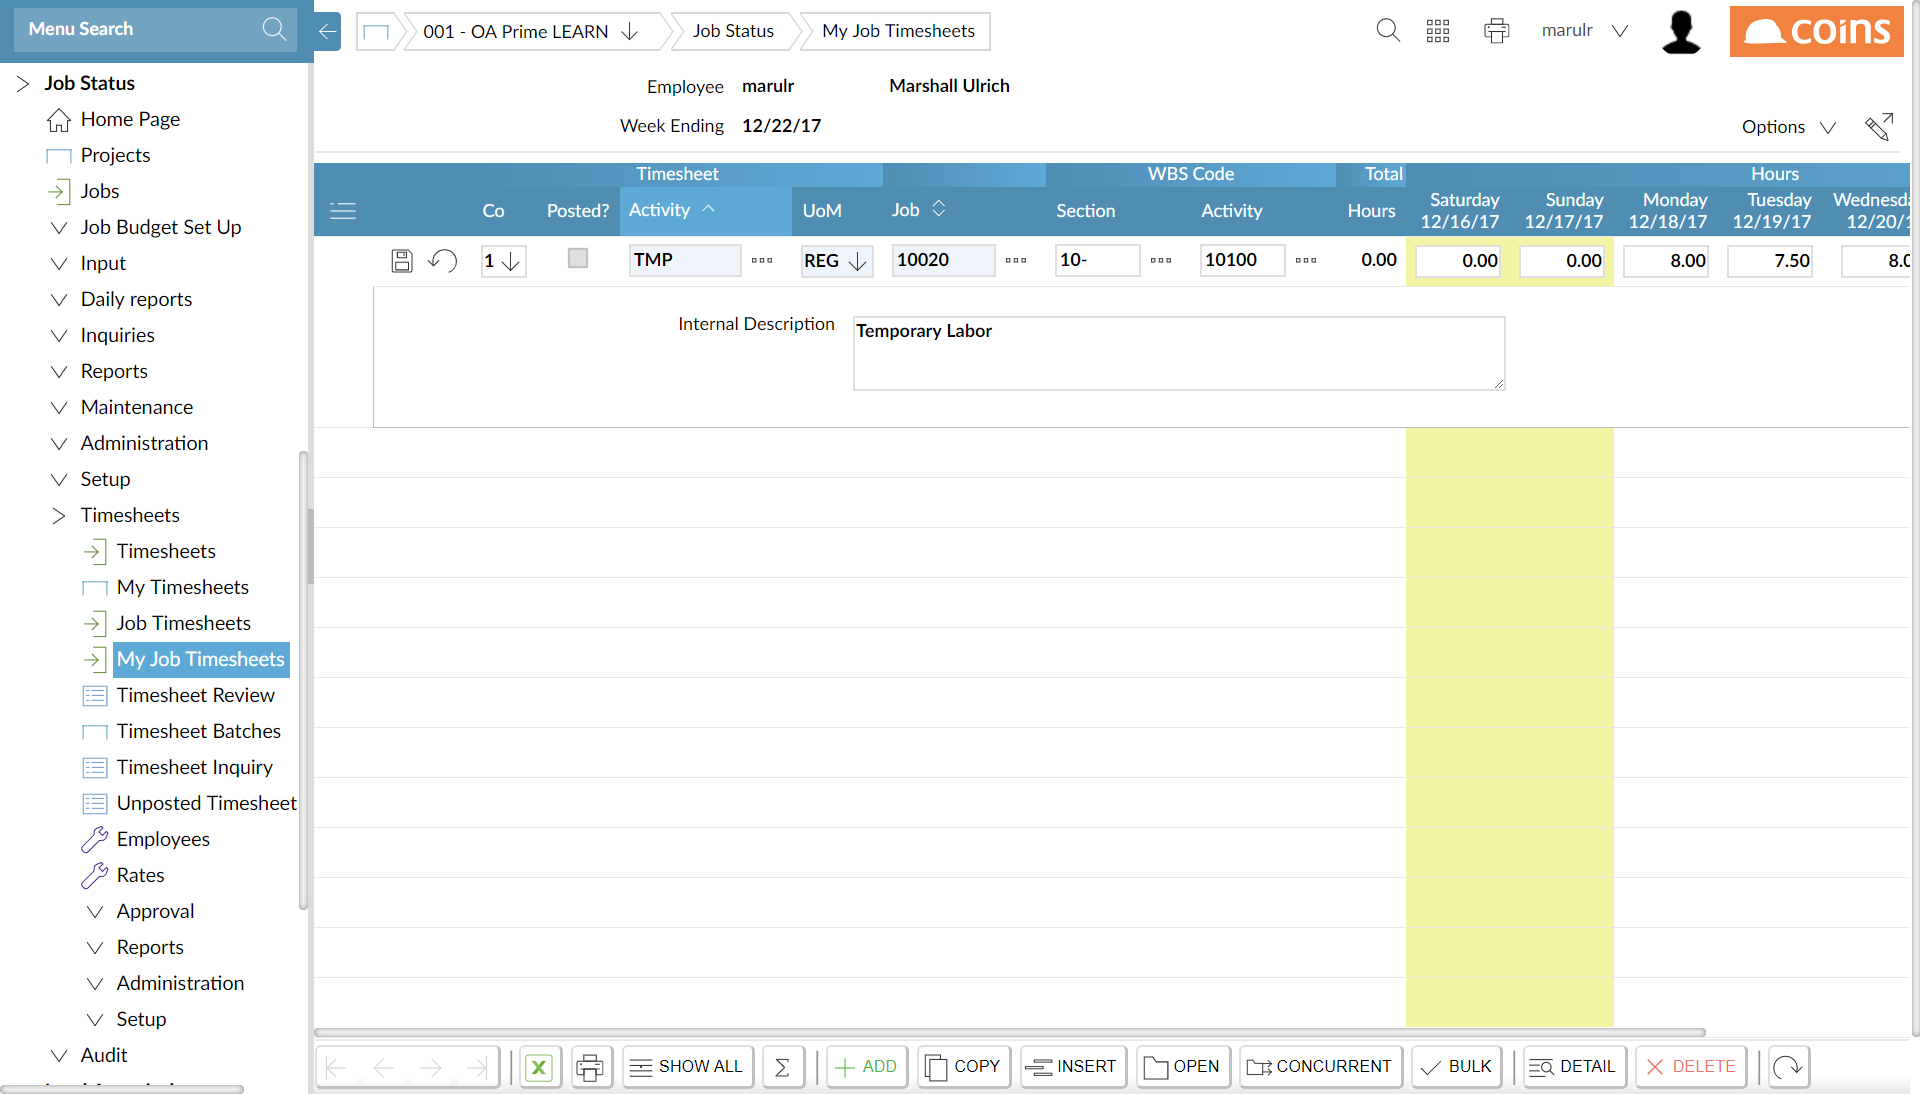 Menu Search
Job Status
Home Page
Projects
Jobs
Job Budget Set Up
Input
Daily reports
Inquiries
Reports
Maintenance
Administration
Setup
Timesheets
Timesheets
My Timesheets
Job Timesheets
My Job Timesheets
Timesheet Review
Timesheet Batches
Timesheet Inquiry
Unposted Timesheet
Employees
Rates
Approval
Reports
Administration
Setup
Audit
001 - OA Prime LEARN
Job Status
My Job Timesheets
marulr
coins
Employee marulr Marshall Ulrich
Week Ending 12/22/17
Options
Timesheet WBS Code Total Hours
Co Posted? Activity UoM Job Section Activity Hours Saturday 12/16/17 Sunday 12/17/17 Monday 12/18/17 Tuesday 12/19/17 Wednesda 12/20/1
1 TMP REG 10020 10- 10100 0.00 0.00 0.00 8.00 7.50 8.0
Internal Description Temporary Labor
SHOW ALL Σ ADD COPY INSERT OPEN CONCURRENT BULK DETAIL DELETE